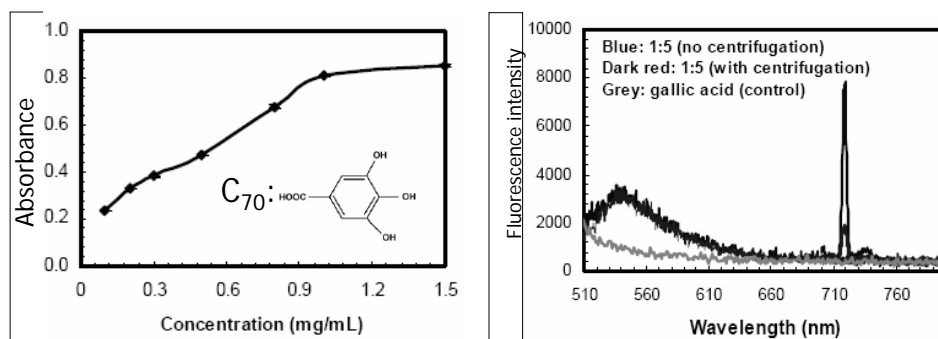 Absorbance
1.0
0.8
0.6
0.4
0.2
0.0
0
0.3
0.6
0.9
1.2
1.5
Concentration (mg/mL)
C70:
HOOC
OH
OH
OH
Fluorescence intensity
10000
8000
6000
4000
2000
0
510
560
610
660
710
760
Wavelength (nm)
Blue: 1:5 (no centrifugation)
Dark red: 1:5 (with centrifugation)
Grey: gallic acid (control)